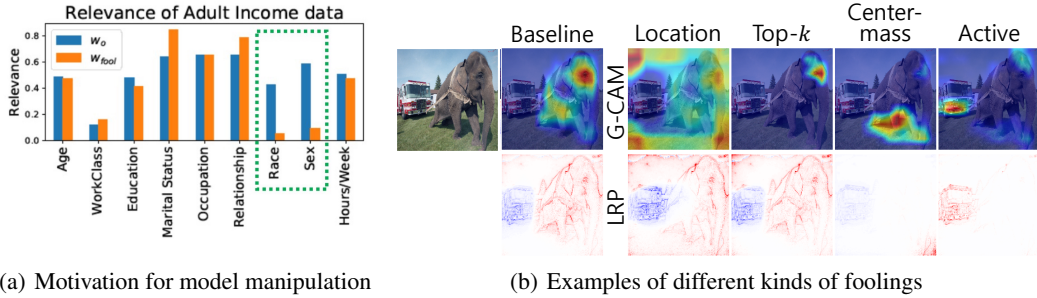 Relevance of Adult Income data
Relevance
0.8
0.6
0.4
0.2
0.0
w_o
w_fool
Age
WorkClass
Education
Marital Status
Occupation
Relationship
Race
Sex
Hours/Week
(a) Motivation for model manipulation
Baseline
Location
Top-k
Center-
mass
Active
G-CAM
LRP
(b) Examples of different kinds of foolings